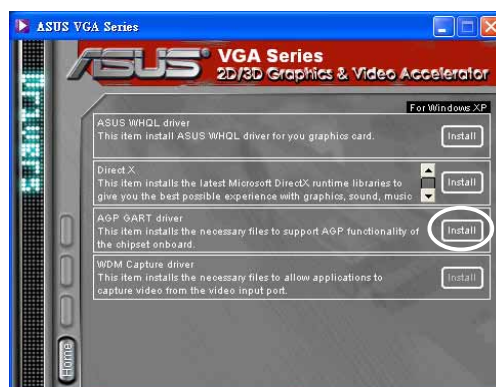 ASUS VGA Series
ASUS VGA Series
2D/3D Graphics & Video Accelerator
For Windows XP
ASUS WHQL driver
This item install ASUS WHQL driver for you graphics card.
Install
Direct X
This item installs the latest Microsoft DirectX runtime libraries to
give you the best possible experience with graphics, sound, music
Install
AGP GART driver
This item installs the necessary files to support AGP functionality of
the chipset onboard.
Install
WDM Capture driver
This item installs the necessary files to allow applications to
capture video from the video input port.
Install
Home